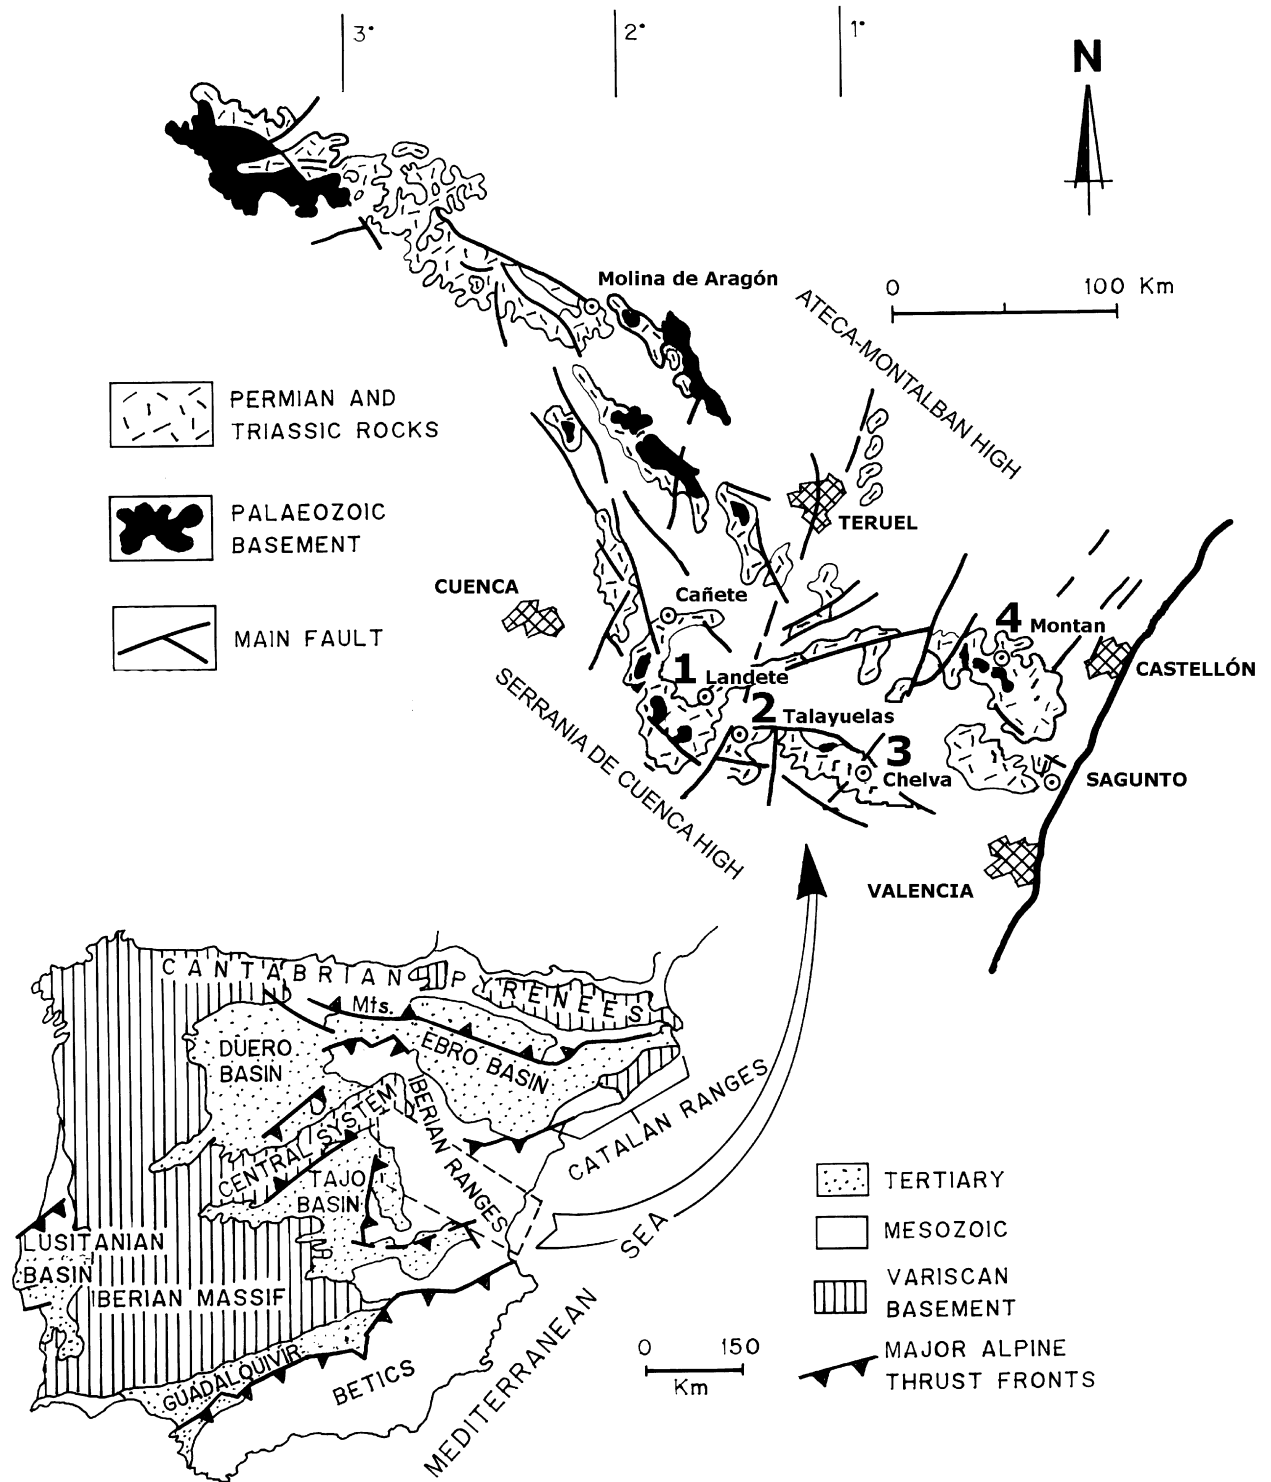 3°
2°
1°
N
Molina de Aragón
ATECA-MONTALBAN HIGH
0 100 Km
PERMIAN AND
TRIASSIC ROCKS
PALAEOZOIC
BASEMENT
MAIN FAULT
TERUEL
CUENCA
Cañete
4 Montan
CASTELLÓN
1 Landete
2 Talayuelas
3 Chelva
SAGUNTO
SERRANIA DE CUENCA HIGH
VALENCIA
CANTABRIAN
Mts.
PYRENEES
DUERO
BASIN
EBRO BASIN
IBERIAN RANGES
CENTRAL SYSTEM
CATALAN RANGES
TAJO
BASIN
LUSITANIAN
BASIN
IBERIAN MASSIF
GUADALQUIVIR
BETICS
MEDITERRANEAN SEA
0 150
Km
TERTIARY
MESOZOIC
VARISCAN
BASEMENT
MAJOR ALPINE
THRUST FRONTS